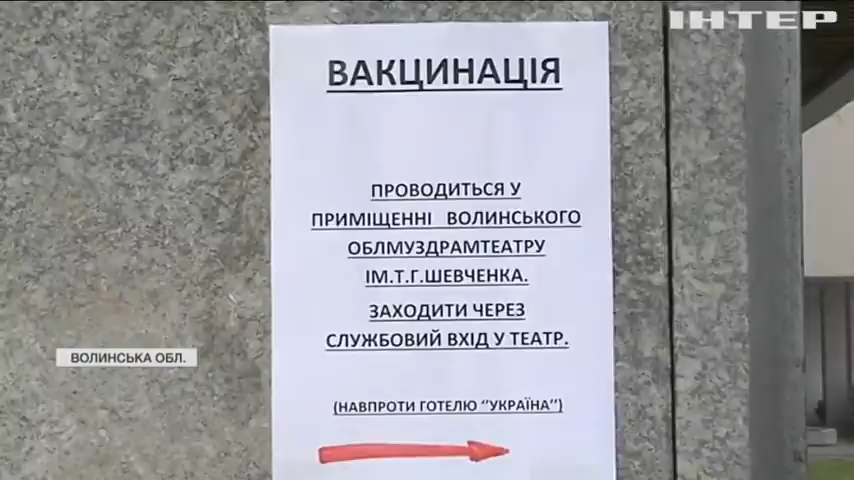 ІНТЕР
ВАКЦИНАЦІЯ
ПРОВОДИТЬСЯ У
ПРИМІЩЕННІ ВОЛИНСЬКОГО
ОБЛМУЗДРАМТЕАТРУ
ІМ.Т.Г.ШЕВЧЕНКА.
ЗАХОДИТИ ЧЕРЕЗ
СЛУЖБОВИЙ ВХІД У ТЕАТР.
ВОЛИНСЬКА ОБЛ.
(НАВПРОТИ ГОТЕЛЮ ‘‘УКРАЇНА’’)